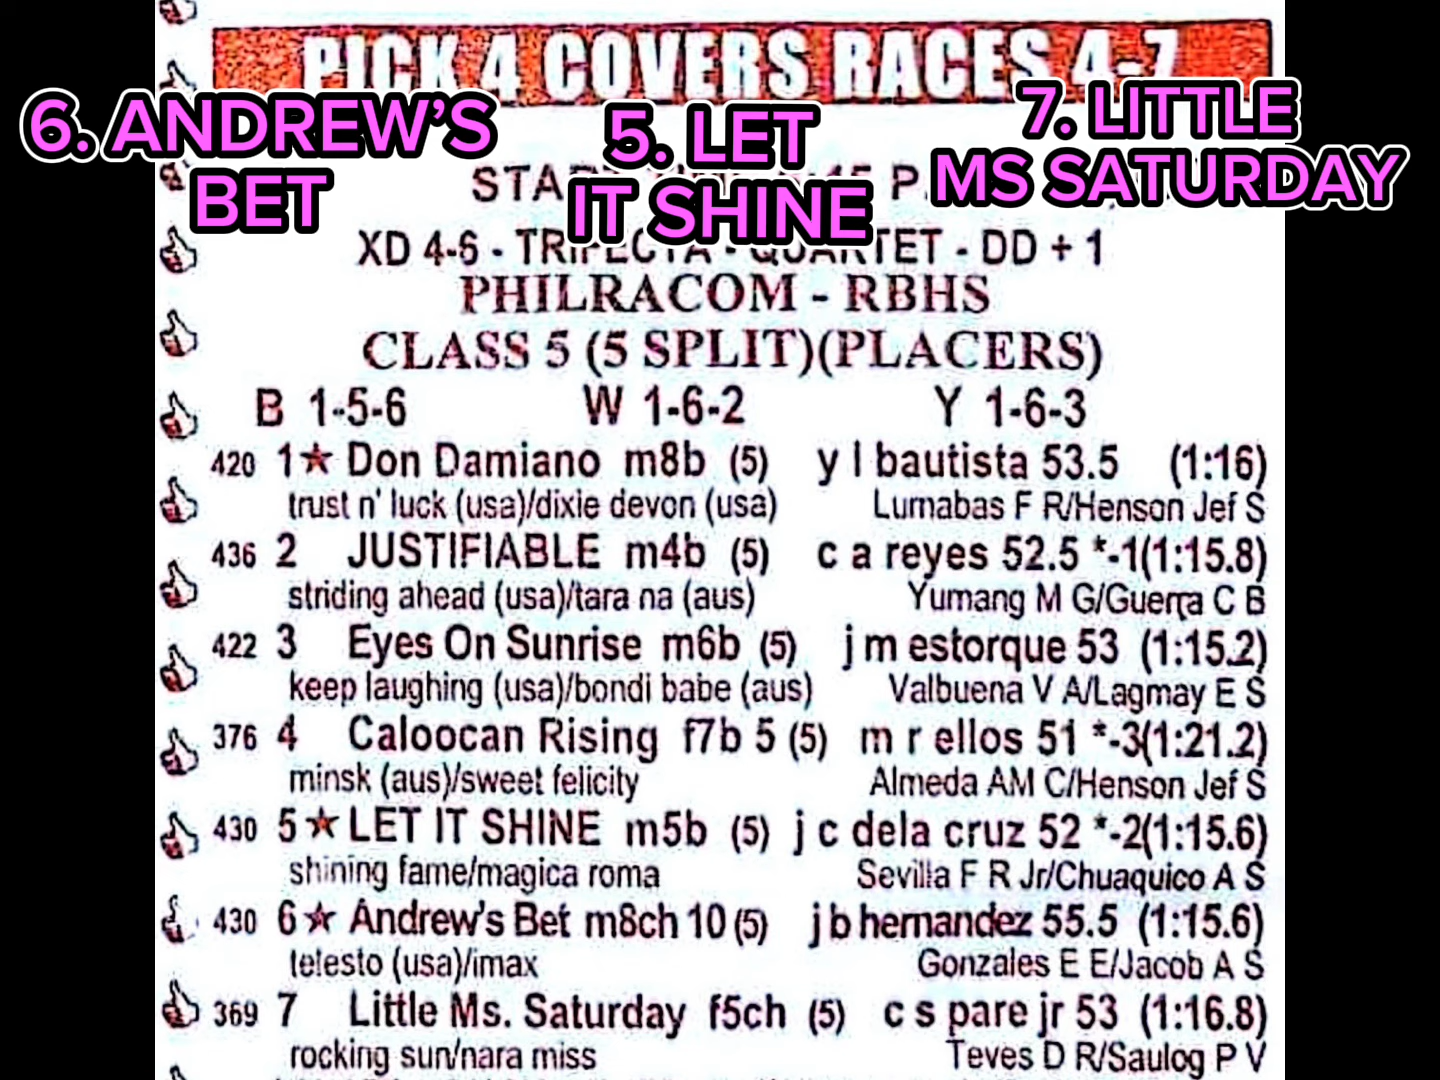 PICK 4 COVERS RACES 4-7
6. ANDREW'S
BET
5. LET
IT SHINE
7. LITTLE
MS SATURDAY
XD 4-6 - TRIFECTA - QUARTET - DD + 1
PHILRACOM - RBHS
CLASS 5 (5 SPLIT)(PLACERS)
B 1-5-6 W 1-6-2 Y 1-6-3
420 1★ Don Damiano m8b (5) y l bautista 53.5 (1:16)
trust n' luck (usa)/dixie devon (usa) Lumabas F R/Henson Jef S
436 2 JUSTIFIABLE m4b (5) c a reyes 52.5 *-1(1:15.8)
striding ahead (usa)/tara na (aus) Yumang M G/Guerra C B
422 3 Eyes On Sunrise m6b (5) j m estorque 53 (1:15.2)
keep laughing (usa)/bondi babe (aus) Valbuena V A/Lagmay E S
376 4 Caloocan Rising f7b 5 (5) m r ellos 51 *-3(1:21.2)
minsk (aus)/sweet felicity Almeda AM C/Henson Jef S
430 5★ LET IT SHINE m5b (5) j c dela cruz 52 *-2(1:15.6)
shining fame/magica roma Sevilla F R Jr/Chuaquico A S
430 6★ Andrew's Bet m8ch 10 (5) j b hernandez 55.5 (1:15.6)
telesto (usa)/imax Gonzales E E/Jacob A S
369 7 Little Ms. Saturday f5ch (5) c s pare jr 53 (1:16.8)
rocking sun/nara miss Teves D R/Saulog P V